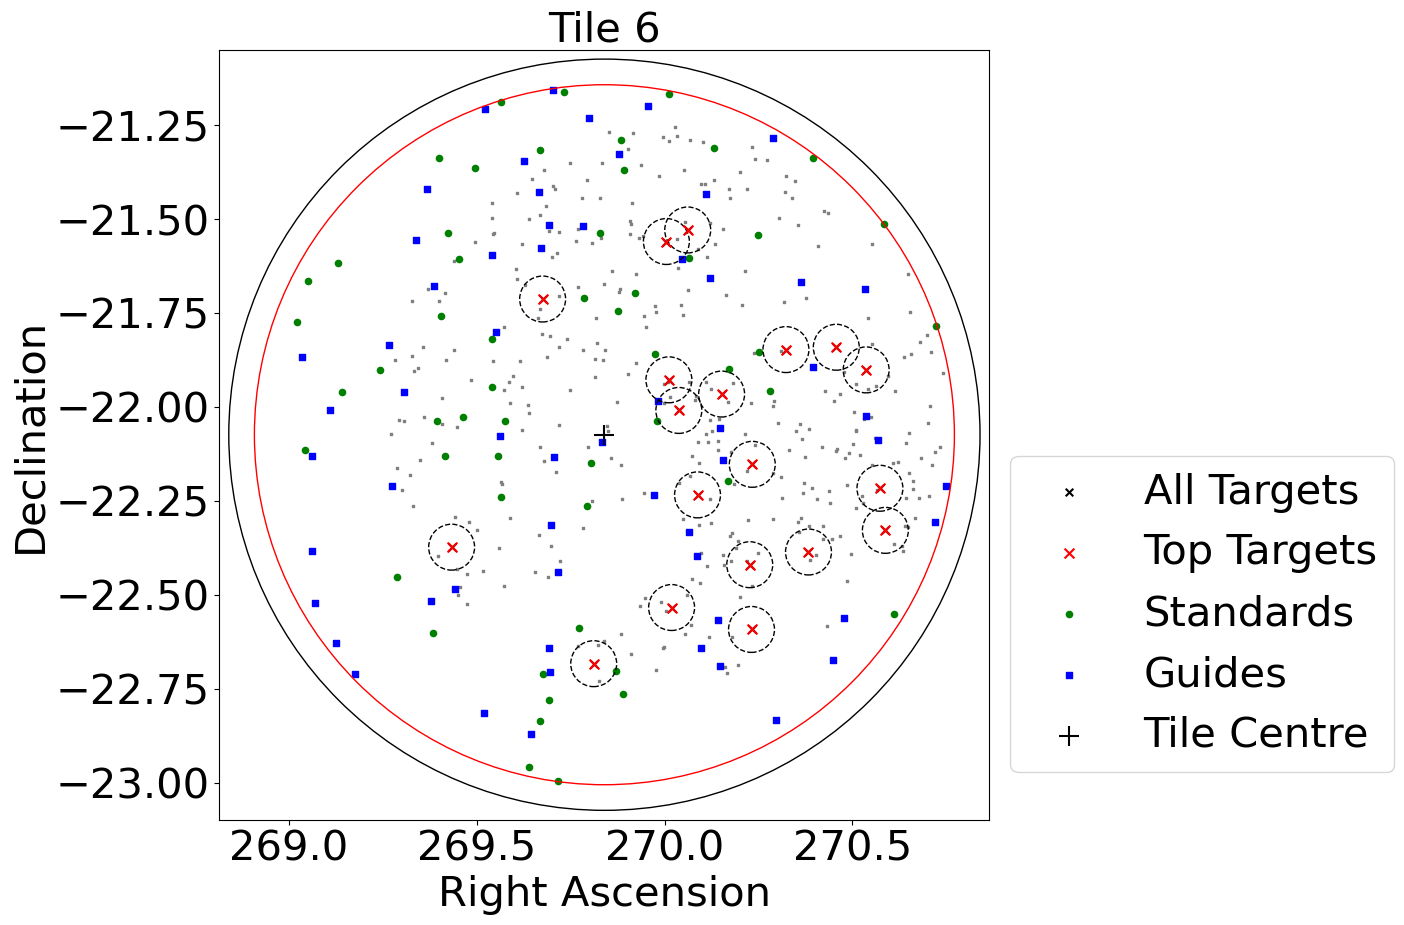 Tile 6
−21.25
−21.50
−21.75
−22.00
−22.25
−22.50
−22.75
−23.00
Declination
269.0 269.5 270.0 270.5
Right Ascension
All Targets
Top Targets
Standards
Guides
Tile Centre